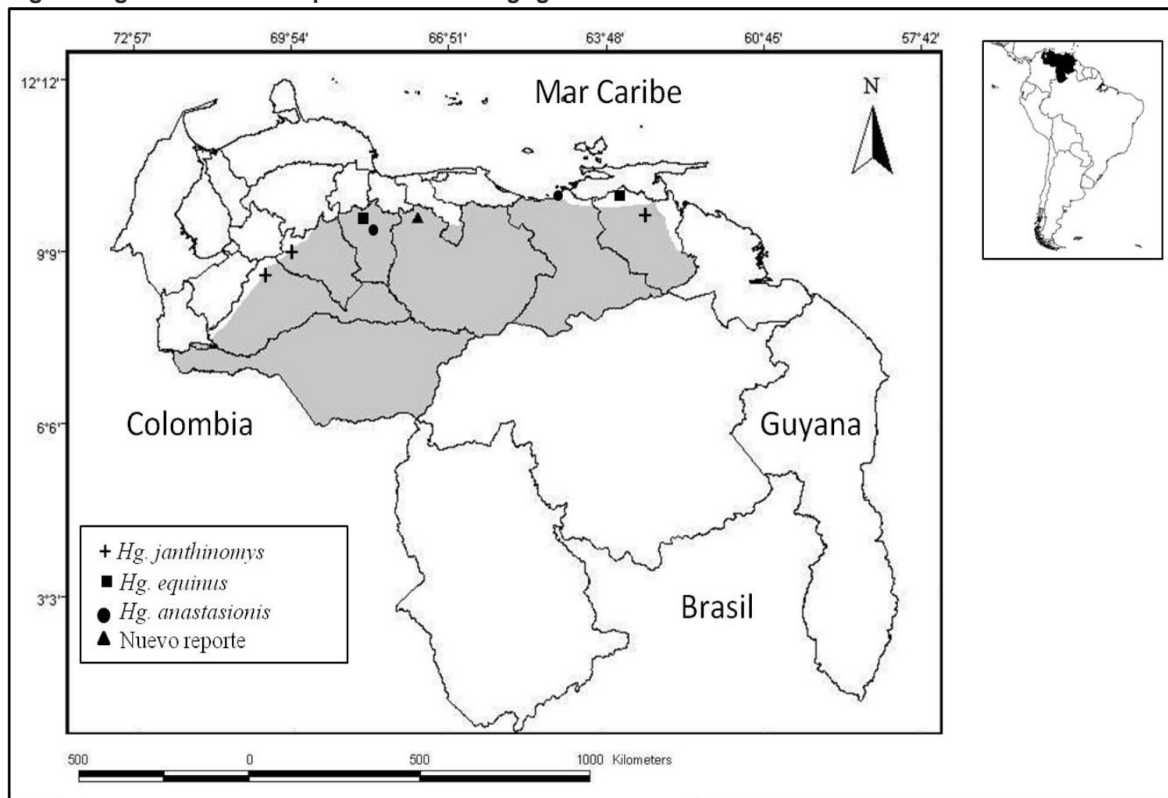 72°57'
69°54'
66°51'
63°48'
60°45'
57°42'
12°12'
Mar Caribe
N
9°9'
6°6'
Colombia
Guyana
Brasil
3°3'
Hg. janthinomys
Hg. equinus
Hg. anastasionis
Nuevo reporte
500 0 500 1000 Kilometers